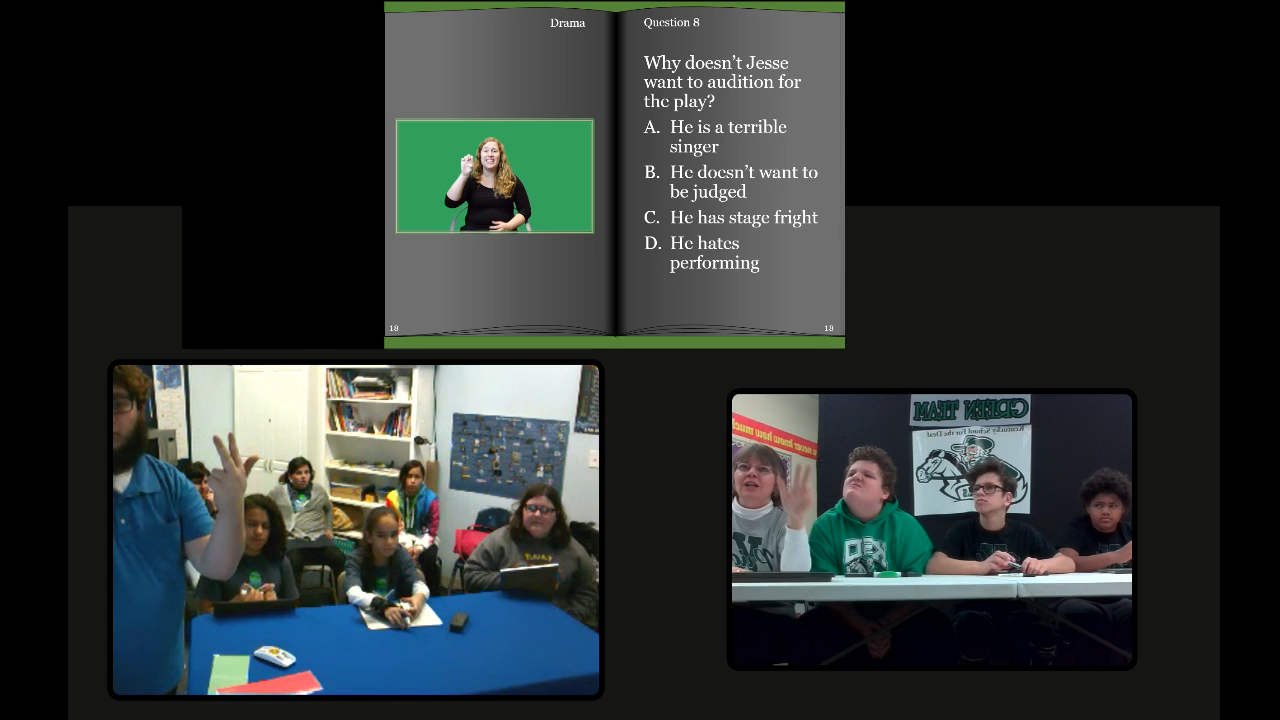 Drama
Question 8
Why doesn't Jesse
want to audition for
the play?
A. He is a terrible
singer
B. He doesn't want to
be judged
C. He has stage fright
D. He hates
performing
18
18
GREEN TEAM
Kentucky School For the Deaf